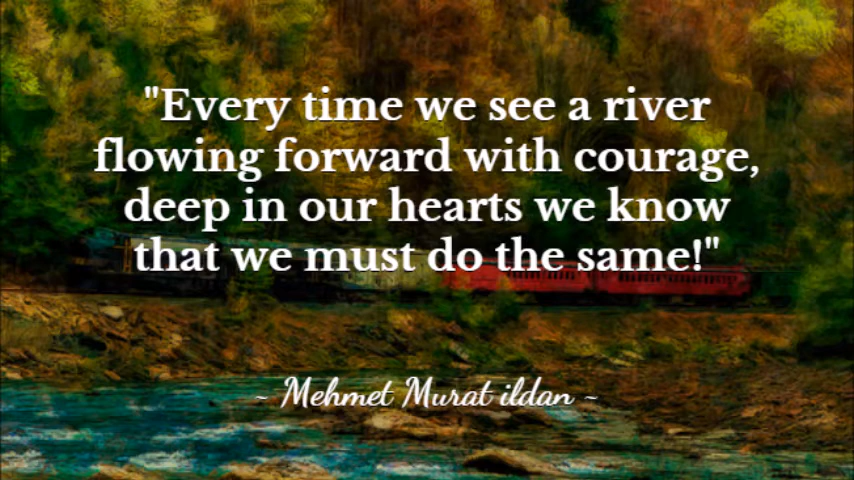 "Every time we see a river
flowing forward with courage,
deep in our hearts we know
that we must do the same!"
~ Mehmet Murat ildan ~